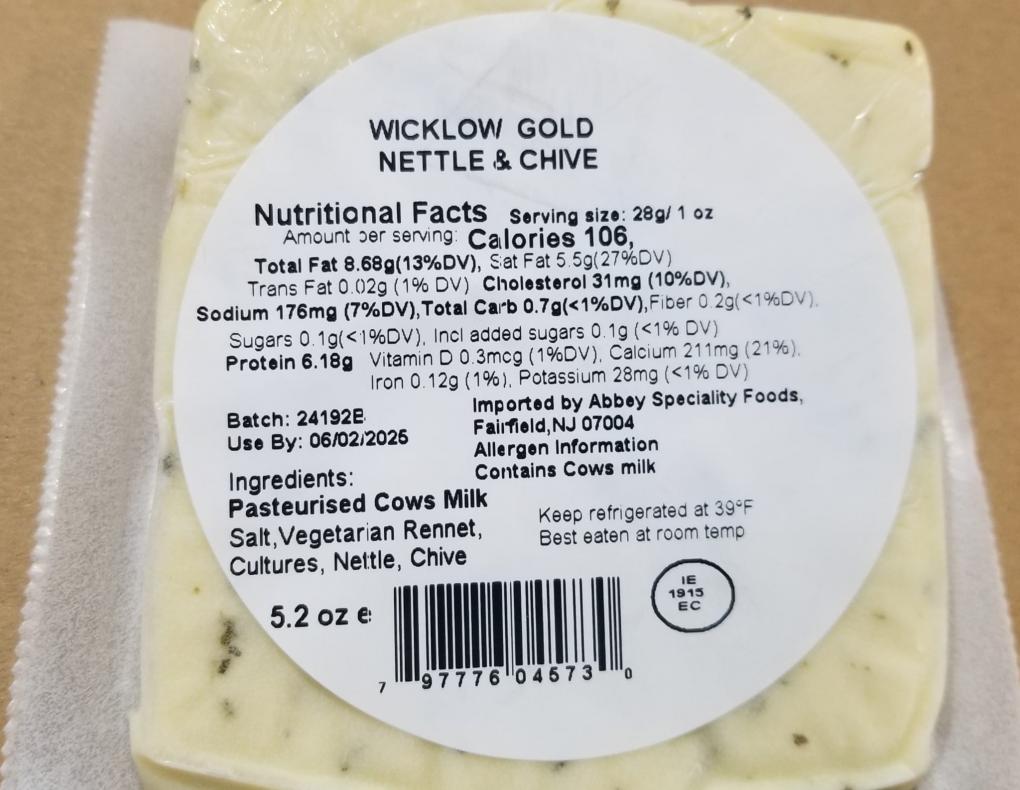 WICKLOW GOLD
NETTLE & CHIVE
Nutritional Facts Serving size: 28g/ 1 oz
Amount per serving: Calories 106,
Total Fat 8.68g(13%DV), Sat Fat 5.5g(27%DV)
Trans Fat 0.02g (1% DV) Cholesterol 31mg (10%DV),
Sodium 176mg (7%DV),Total Carb 0.7g(<1%DV),Fiber 0.2g(<1%DV),
Sugars 0.1g(<1%DV), Incl added sugars 0.1g (<1% DV)
Protein 6.18g Vitamin D 0.3mcg (1%DV), Calcium 211mg (21%),
Iron 0.12g (1%), Potassium 28mg (<1% DV)
Batch: 24192B
Use By: 06/02/2025
Imported by Abbey Speciality Foods,
Fairfield,NJ 07004
Allergen Information
Contains Cows milk
Ingredients:
Pasteurised Cows Milk
Salt,Vegetarian Rennet,
Cultures, Nettle, Chive
Keep refrigerated at 39°F
Best eaten at room temp
5.2 oz e
IE
1915
EC
7 97776 04573 0